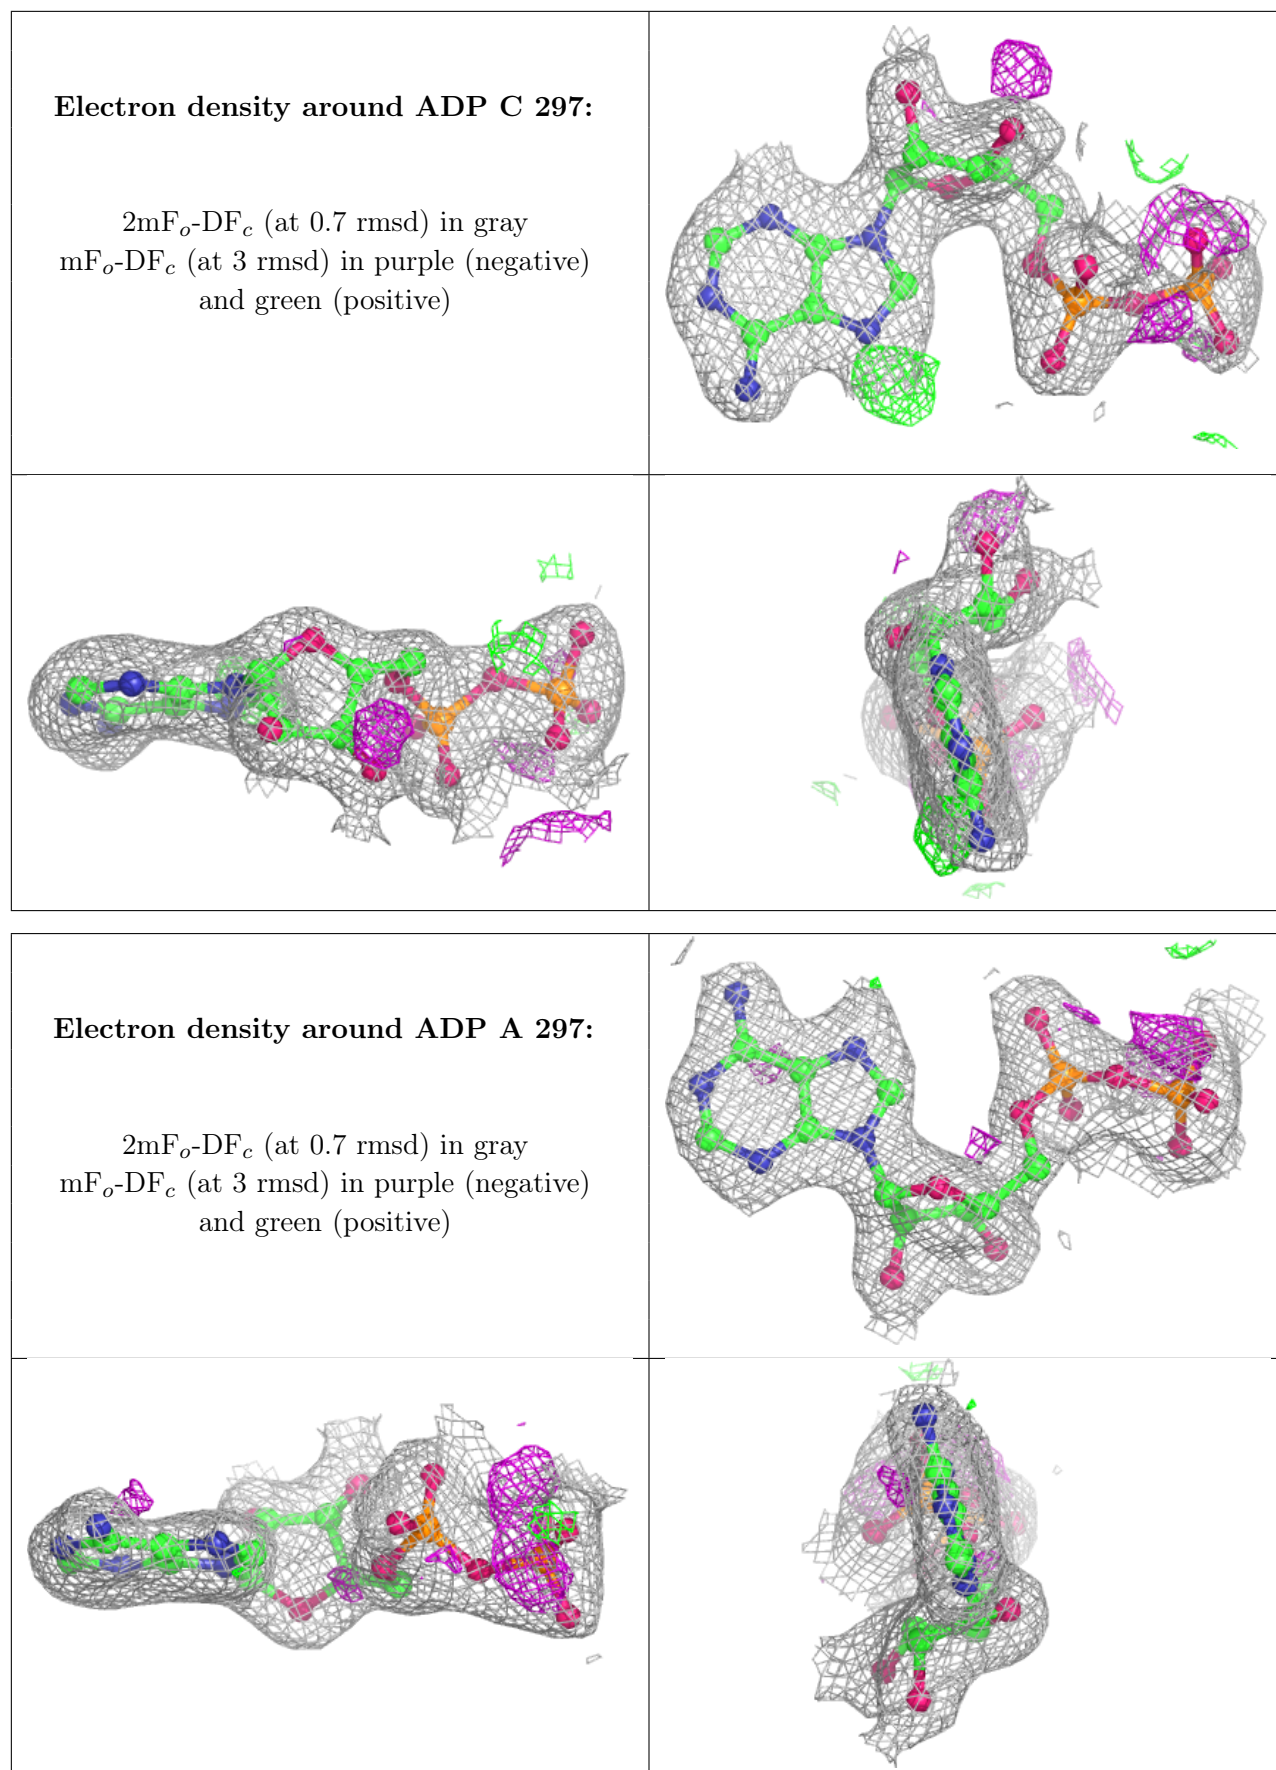 Electron density around ADP C 297:
2mFo-DFc (at 0.7 rmsd) in gray
mFo-DFc (at 3 rmsd) in purple (negative)
and green (positive)
Electron density around ADP A 297:
2mFo-DFc (at 0.7 rmsd) in gray
mFo-DFc (at 3 rmsd) in purple (negative)
and green (positive)